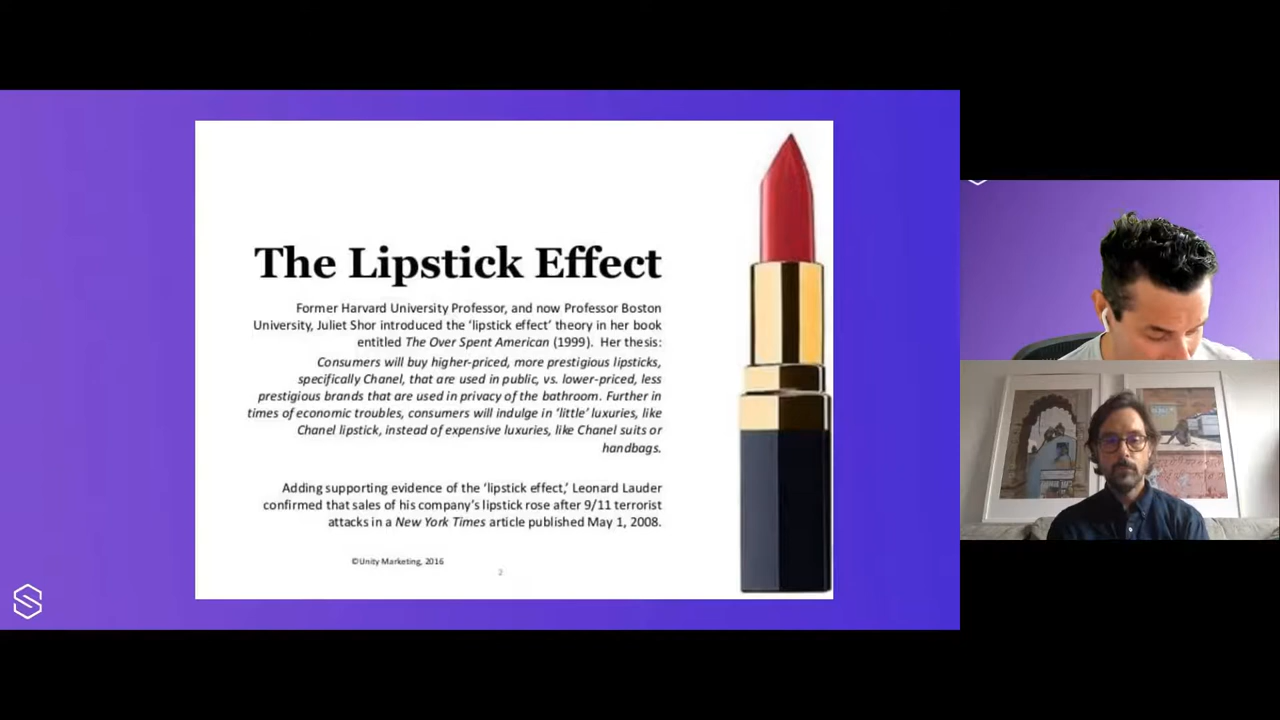 The Lipstick Effect
Former Harvard University Professor, and now Professor Boston
University, Juliet Shor introduced the ‘lipstick effect’ theory in her book
entitled The Over Spent American (1999). Her thesis:
Consumers will buy higher-priced, more prestigious lipsticks,
specifically Chanel, that are used in public, vs. lower-priced, less
prestigious brands that are used in privacy of the bathroom. Further in
times of economic troubles, consumers will indulge in ‘little’ luxuries, like
Chanel lipstick, instead of expensive luxuries, like Chanel suits or
handbags.
Adding supporting evidence of the ‘lipstick effect,’ Leonard Lauder
confirmed that sales of his company’s lipstick rose after 9/11 terrorist
attacks in a New York Times article published May 1, 2008.
©Unity Marketing, 2016
2